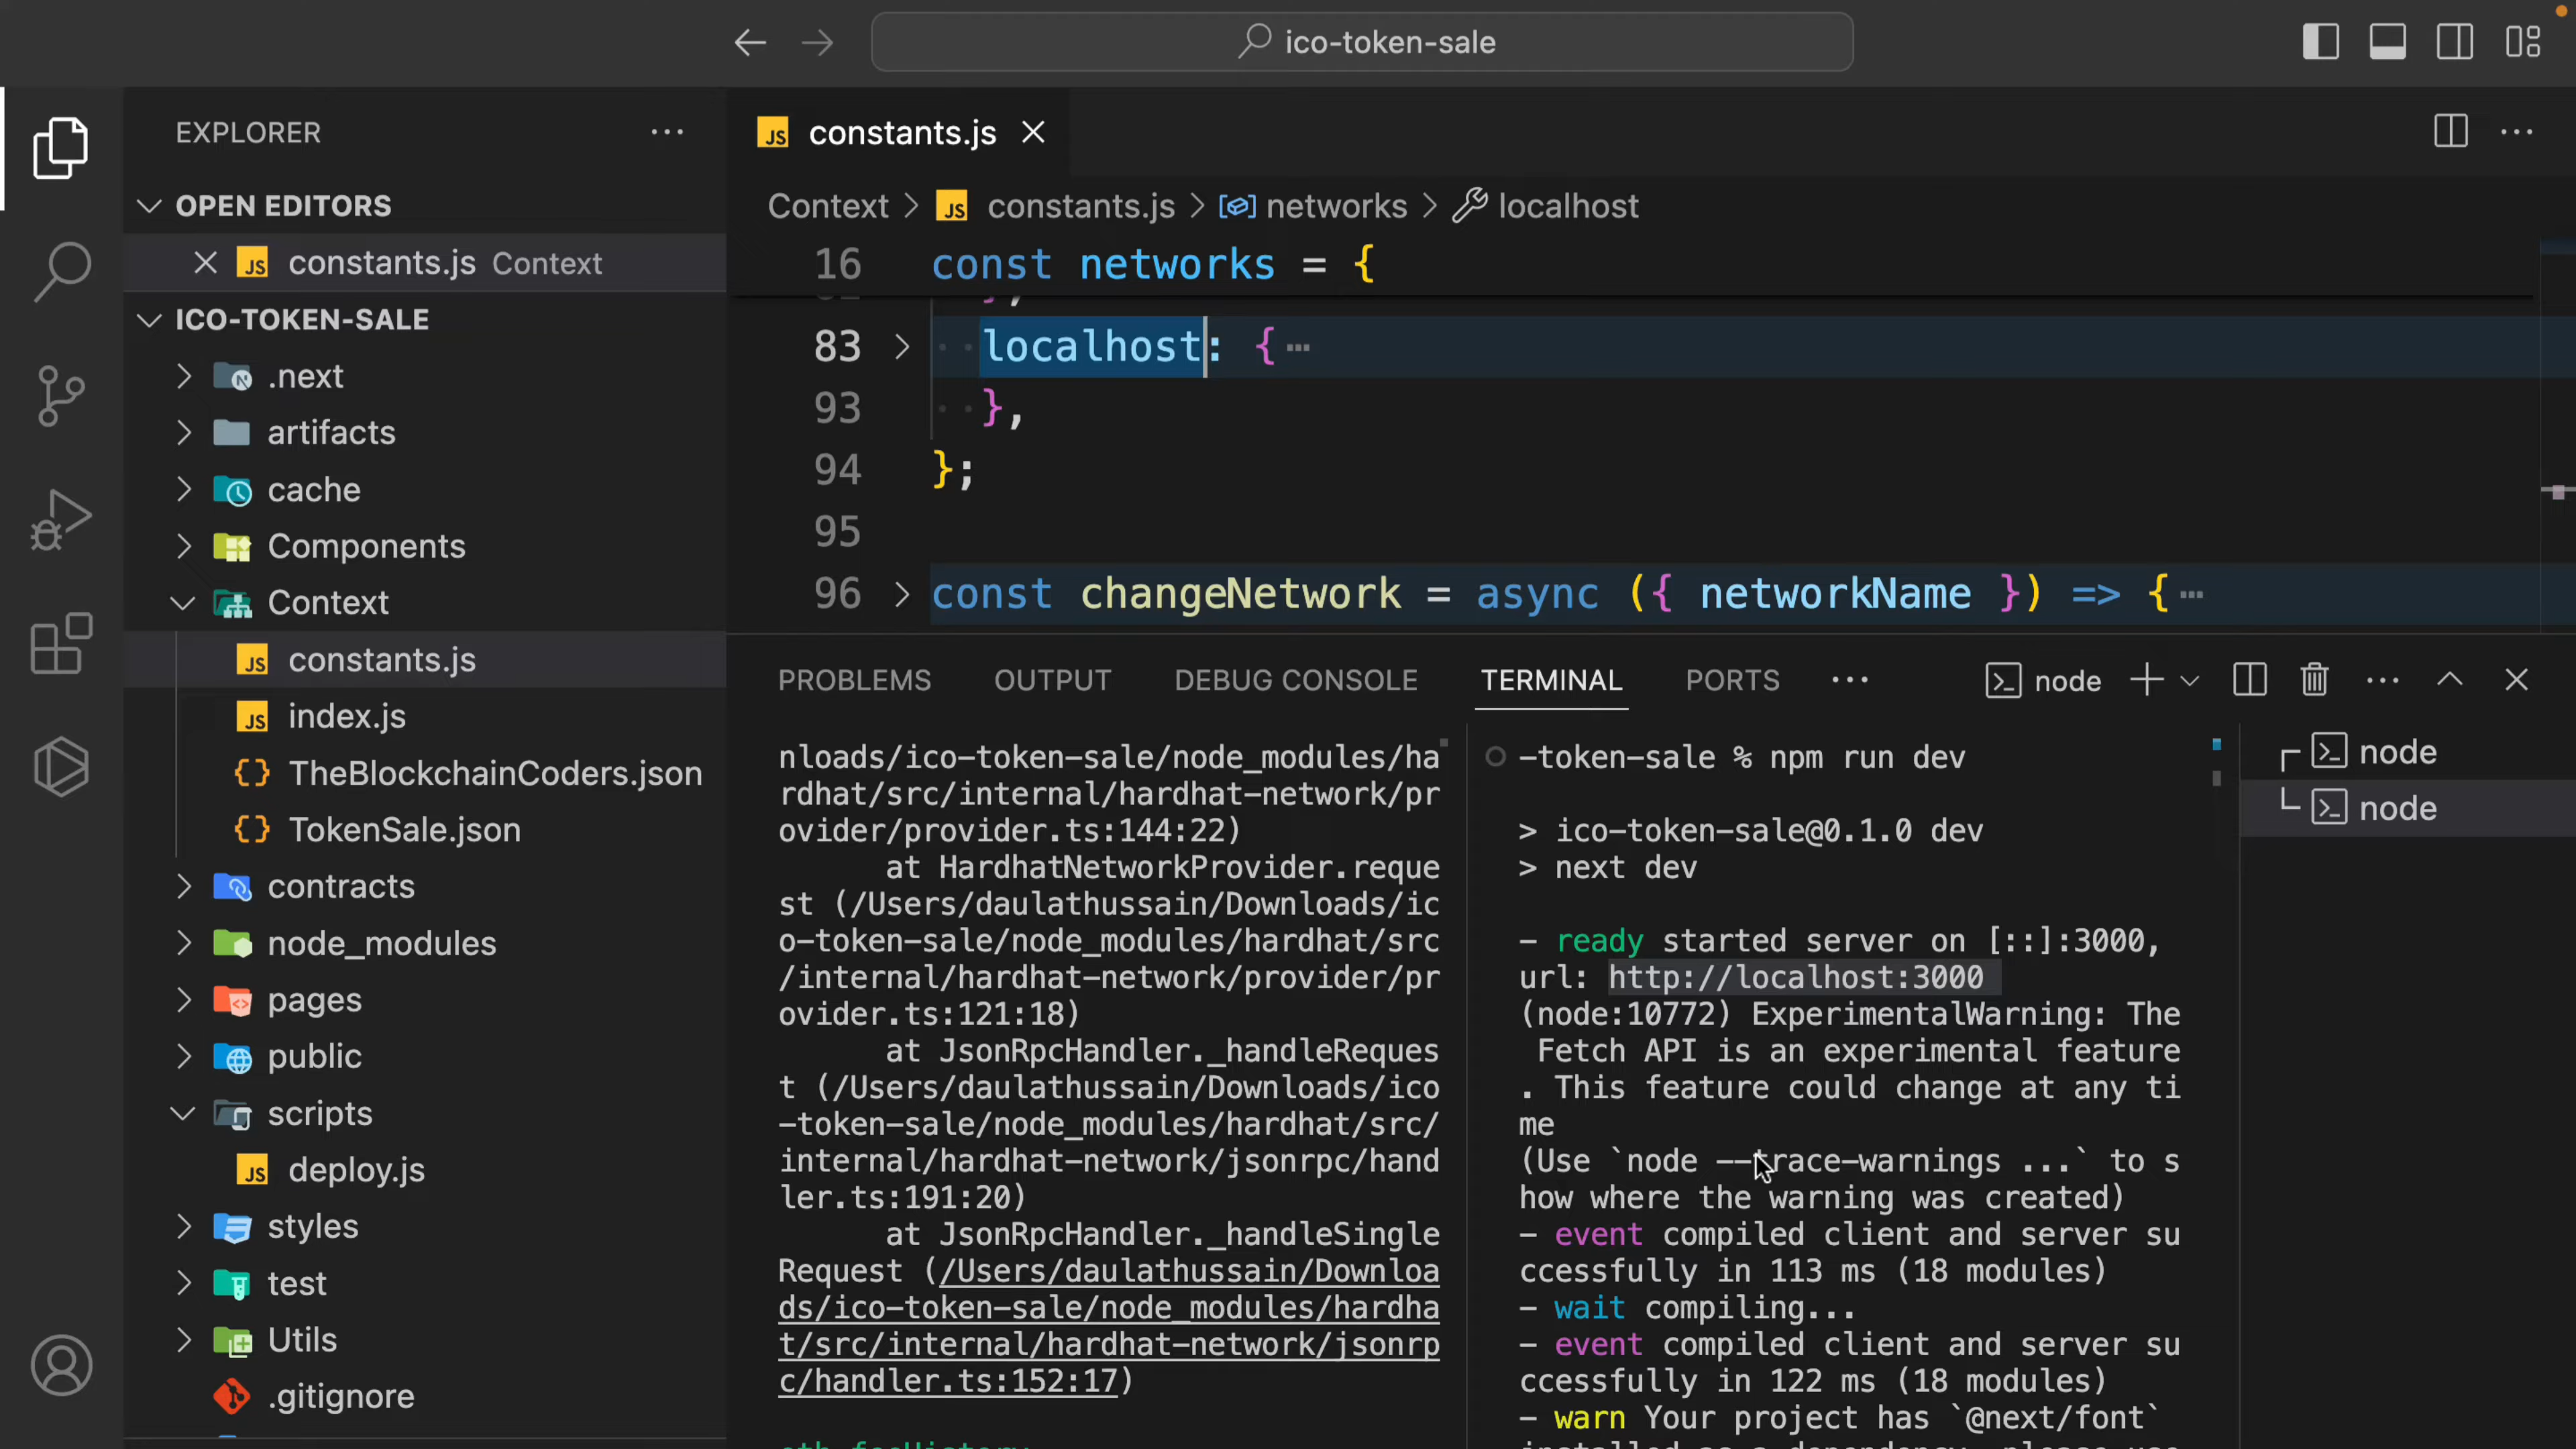 ico-token-sale
EXPLORER
OPEN EDITORS
constants.js Context
ICO-TOKEN-SALE
.next
artifacts
cache
Components
Context
constants.js
index.js
TheBlockchainCoders.json
TokenSale.json
contracts
node_modules
pages
public
scripts
deploy.js
styles
test
Utils
.gitignore
constants.js
Context > constants.js > networks > localhost
16 const networks = {
83 localhost: {
93 },
94 };
95
96 const changeNetwork = async ({ networkName }) => {
PROBLEMS OUTPUT DEBUG CONSOLE TERMINAL PORTS
node
nloads/ico-token-sale/node_modules/ha
rdhat/src/internal/hardhat-network/pr
ovider/provider.ts:144:22)
at HardhatNetworkProvider.reque
st (/Users/daulathussain/Downloads/ic
o-token-sale/node_modules/hardhat/src
/internal/hardhat-network/provider/pr
ovider.ts:121:18)
at JsonRpcHandler._handleReques
t (/Users/daulathussain/Downloads/ico
-token-sale/node_modules/hardhat/src/
internal/hardhat-network/jsonrpc/hand
ler.ts:191:20)
at JsonRpcHandler._handleSingle
Request (/Users/daulathussain/Downloa
ds/ico-token-sale/node_modules/hardha
t/src/internal/hardhat-network/jsonrp
c/handler.ts:152:17)
eth_feeHistory
-token-sale % npm run dev
> ico-token-sale@0.1.0 dev
> next dev
- ready started server on [::]:3000,
url: http://localhost:3000
(node:10772) ExperimentalWarning: The
Fetch API is an experimental feature
. This feature could change at any ti
me
(Use `node --trace-warnings ...` to s
how where the warning was created)
- event compiled client and server su
ccessfully in 113 ms (18 modules)
- wait compiling...
- event compiled client and server su
ccessfully in 122 ms (18 modules)
- warn Your project has `@next/font`
installed as a dependency, please use
node
node